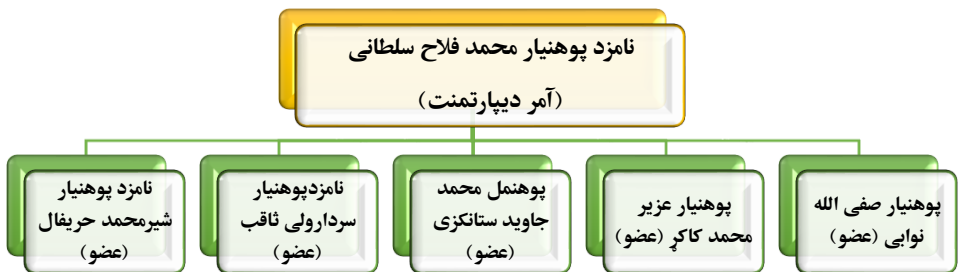 نامزد پوهنیار محمد فلاح سلطانی
(آمر دیپارتمنت)
پوهنیار صفی الله
نوابی (عضو)
پوهنیار عزیر
محمد کاکړ (عضو)
پوهنمل محمد
جاوید ستانکزی
(عضو)
نامزدپوهنیار
سردارولی ثاقب
(عضو)
نامزد پوهنیار
شیرمحمد حریفال
(عضو)